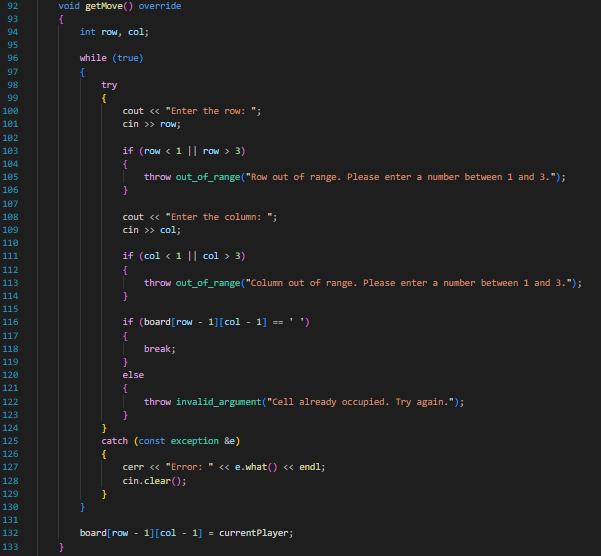 92 void getMove() override
93 {
94 int row, col;
95
96 while (true)
97 {
98 try
99 {
100 cout << "Enter the row: ";
101 cin >> row;
102
103 if (row < 1 || row > 3)
104 {
105 throw out_of_range("Row out of range. Please enter a number between 1 and 3.");
106 }
107
108 cout << "Enter the column: ";
109 cin >> col;
110
111 if (col < 1 || col > 3)
112 {
113 throw out_of_range("Column out of range. Please enter a number between 1 and 3.");
114 }
115
116 if (board[row - 1][col - 1] == ' ')
117 {
118 break;
119 }
120 else
121 {
122 throw invalid_argument("Cell already occupied. Try again.");
123 }
124 }
125 catch (const exception &e)
126 {
127 cerr << "Error: " << e.what() << endl;
128 cin.clear();
129 }
130 }
131
132 board[row - 1][col - 1] = currentPlayer;
133 }